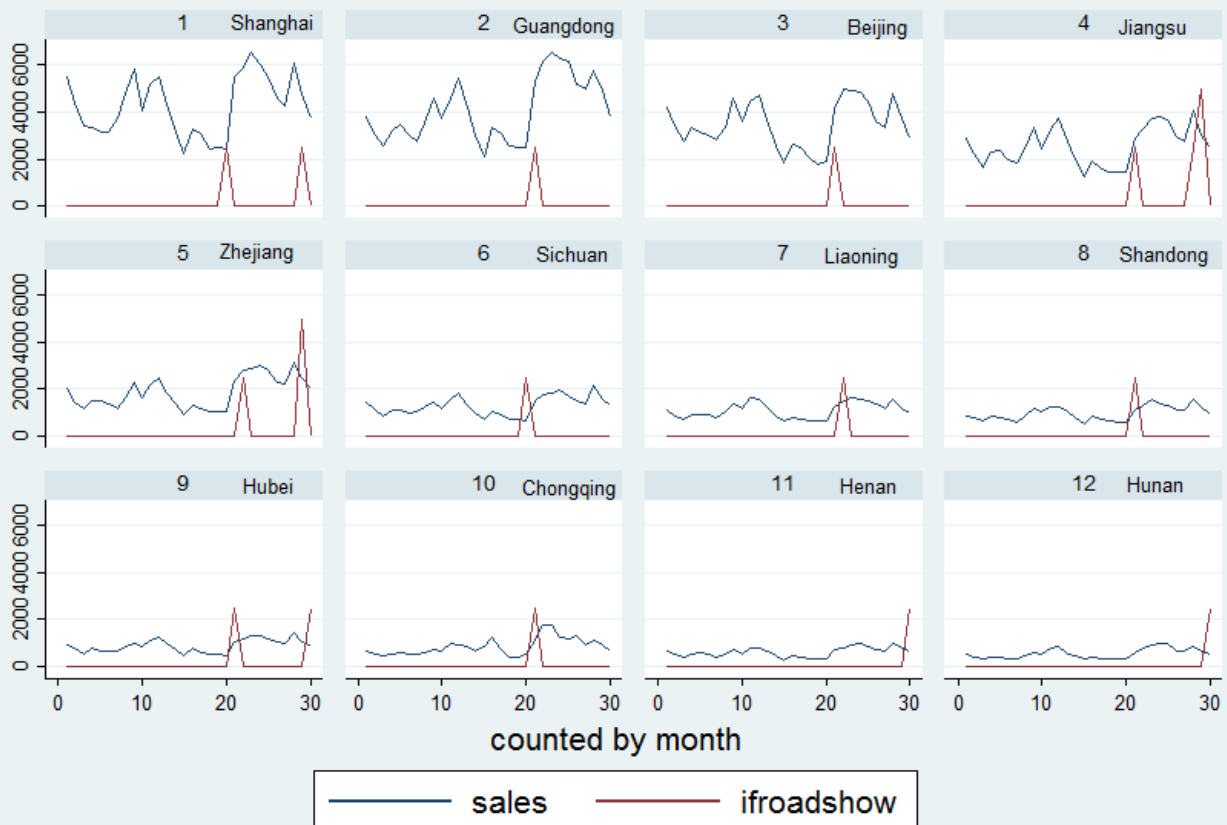 1 Shanghai
2 Guangdong
3 Beijing
4 Jiangsu
0 2000 4000 6000
5 Zhejiang
6 Sichuan
7 Liaoning
8 Shandong
0 2000 4000 6000
9 Hubei
10 Chongqing
11 Henan
12 Hunan
0 2000 4000 6000
0 10 20 30
0 10 20 30
0 10 20 30
0 10 20 30
counted by month
sales ifroadshow